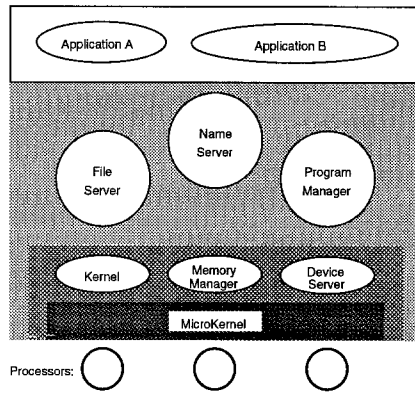 Application A
Application B
Name
Server
File
Server
Program
Manager
Kernel
Memory
Manager
Device
Server
MicroKernel
Processors: